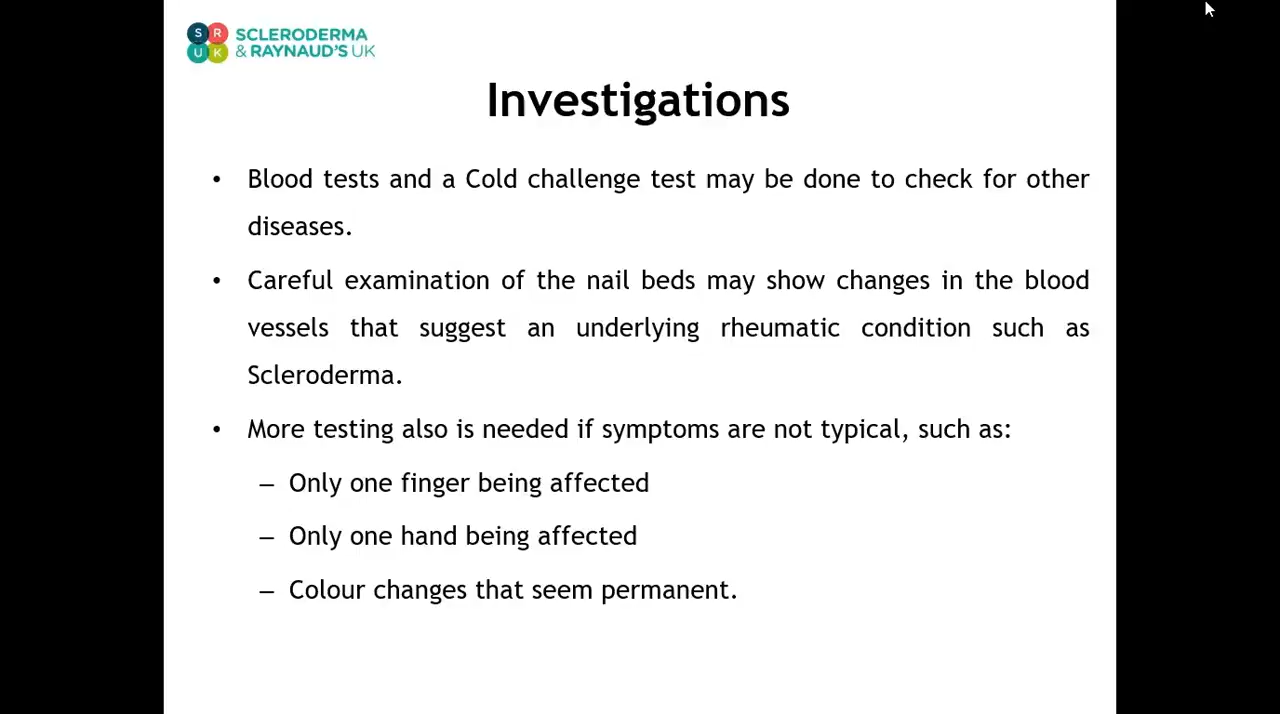 S R
U K
SCLERODERMA
& RAYNAUD'S UK
Investigations
• Blood tests and a Cold challenge test may be done to check for other
diseases.
• Careful examination of the nail beds may show changes in the blood
vessels that suggest an underlying rheumatic condition such as
Scleroderma.
• More testing also is needed if symptoms are not typical, such as:
– Only one finger being affected
– Only one hand being affected
– Colour changes that seem permanent.